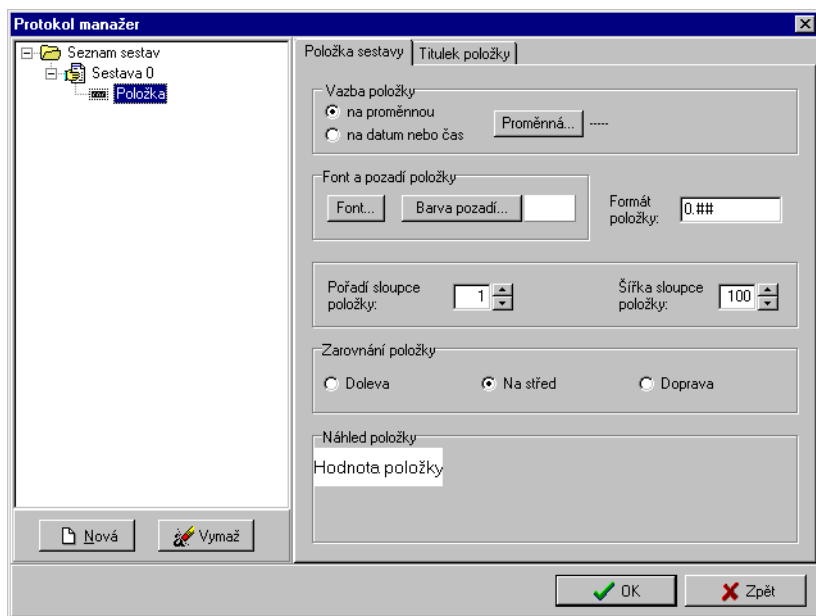 Protokol manažer
Seznam sestav
Sestava 0
Položka
Nová
Vymaž
Položka sestavy
Titulek položky
Vazba položky
na proměnnou
na datum nebo čas
Proměnná... -----
Font a pozadí položky
Font...
Barva pozadí...
Formát
položky:
0.##
Pořadí sloupce
položky:
1
Šířka sloupce
položky:
100
Zarovnání položky
Doleva
Na střed
Doprava
Náhled položky
Hodnota položky
OK
Zpět